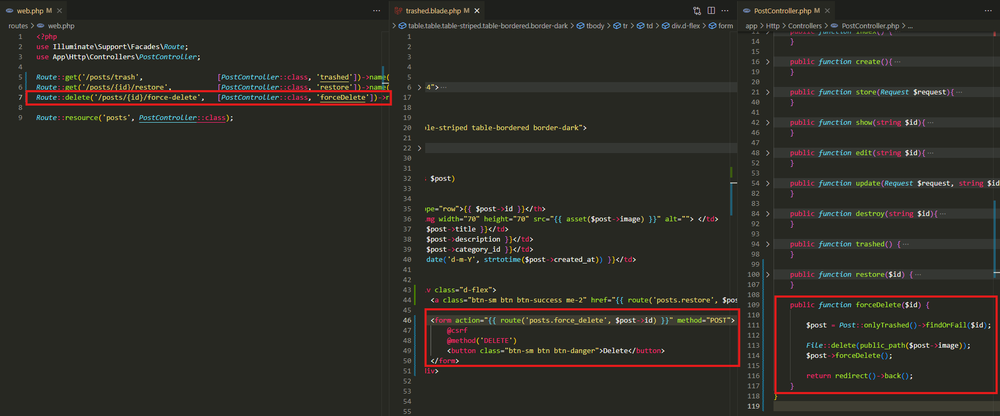 web.php M
routes > web.php
1 <?php
2 use Illuminate\Support\Facades\Route;
3 use App\Http\Controllers\PostController;
4
5 Route::get('/posts/trash', [PostController::class, 'trashed'])->name(
6 Route::get('/posts/{id}/restore', [PostController::class, 'restore'])->name(
7 Route::delete('/posts/{id}/force-delete', [PostController::class, 'forceDelete'])->n
8
9 Route::resource('posts', PostController::class);
trashed.blade.php M
> table.table.table-striped.table-bordered.border-dark > tbody > tr > td > div.d-flex > form
1
2
3
4
5
6 -4">...
17
18
19
20 ble-striped table-bordered border-dark">
21
22
30
31
32 $post)
33
34
35 ope="row">{{ $post->id }}</th>
36 mg width="70" height="70" src="{{ asset($post->image) }}" alt=""> </td>
37 $post->title }}</td>
38 $post->description }}</td>
39 $post->category_id }}</td>
40 date('d-m-Y', strtotime($post->created_at)) }}</td>
41
42
43 v class="d-flex">
44 <a class="btn-sm btn btn-success me-2" href="{{ route('posts.restore', $pos
45
46 <form action="{{ route('posts.force_delete', $post->id) }}" method="POST">
47 @csrf
48 @method('DELETE')
49 <button class="btn-sm btn btn-danger">Delete</button>
50 </form>
51 div>
52
53
54
55
PostController.php M
app > Http > Controllers > PostController.php > ...
11 public function index() {...
14 }
15
16 public function create(){...
19 }
20
21 public function store(Request $request){...
40 }
41
42 public function show(string $id){...
46 }
47
48 public function edit(string $id){...
52 }
53
54 public function update(Request $request, string $id
82 }
83
84 public function destroy(string $id){...
92 }
93
94 public function trashed() {...
98 }
99
100 public function restore($id) {...
107 }
108
109 public function forceDelete($id) {
110
111 $post = Post::onlyTrashed()->findOrFail($id);
112
113 File::delete(public_path($post->image));
114 $post->forceDelete();
115
116 return redirect()->back();
117 }
118 }
119